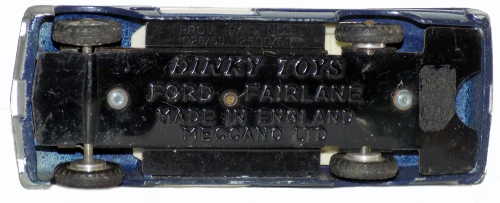 DINKY TOYS
FORD FAIRLANE
MADE IN ENGLAND
MECCANO LTD